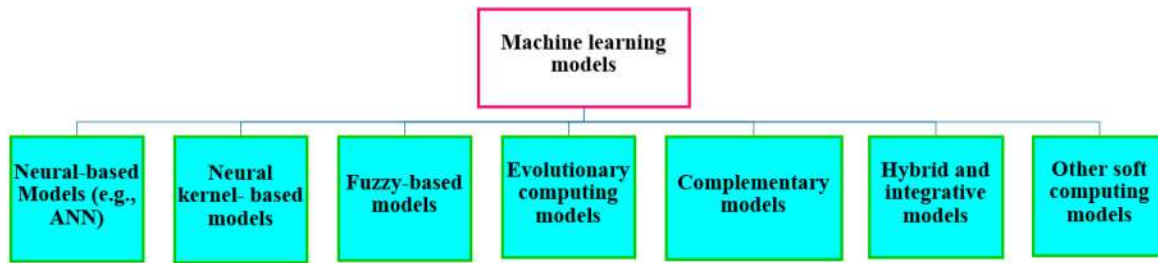 Machine learning
models
Neural-based
Models (e.g.,
ANN)
Neural
kernel- based
models
Fuzzy-based
models
Evolutionary
computing
models
Complementary
models
Hybrid and
integrative
models
Other soft
computing
models